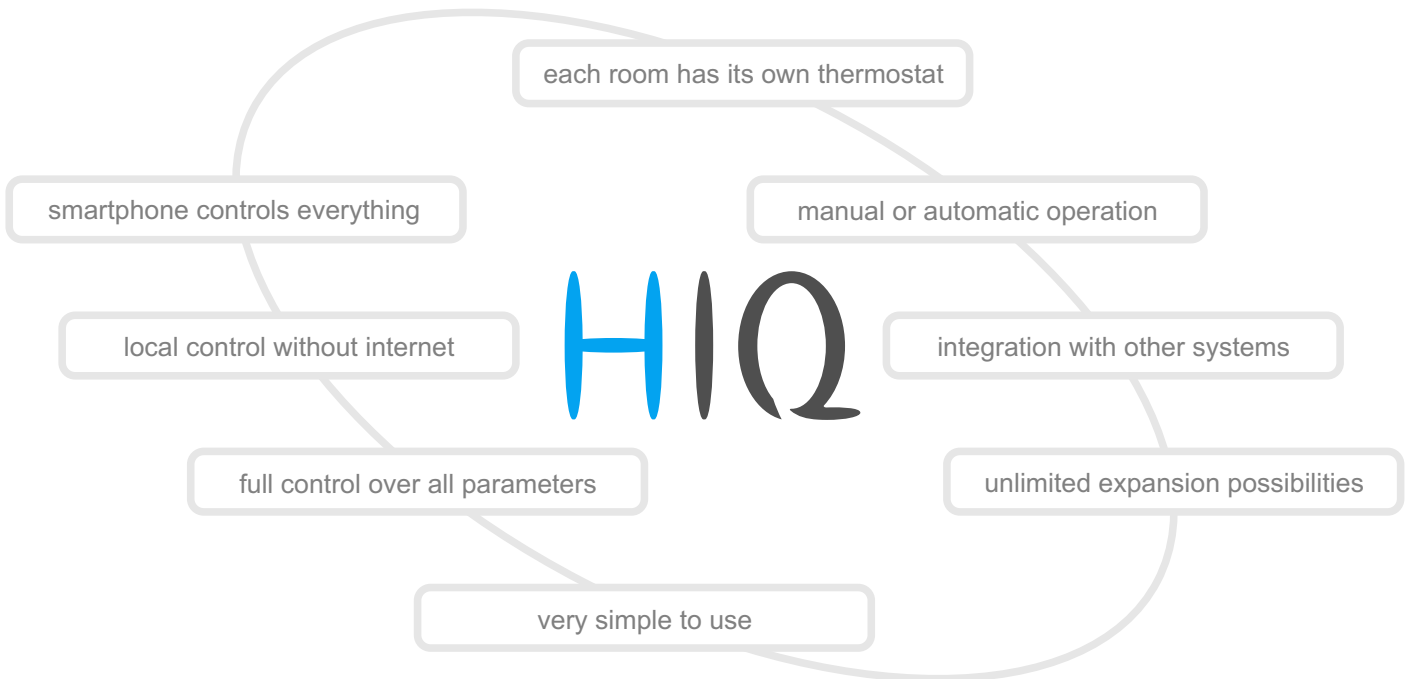 each room has its own thermostat
smartphone controls everything
manual or automatic operation
HIQ
local control without internet
integration with other systems
full control over all parameters
unlimited expansion possibilities
very simple to use